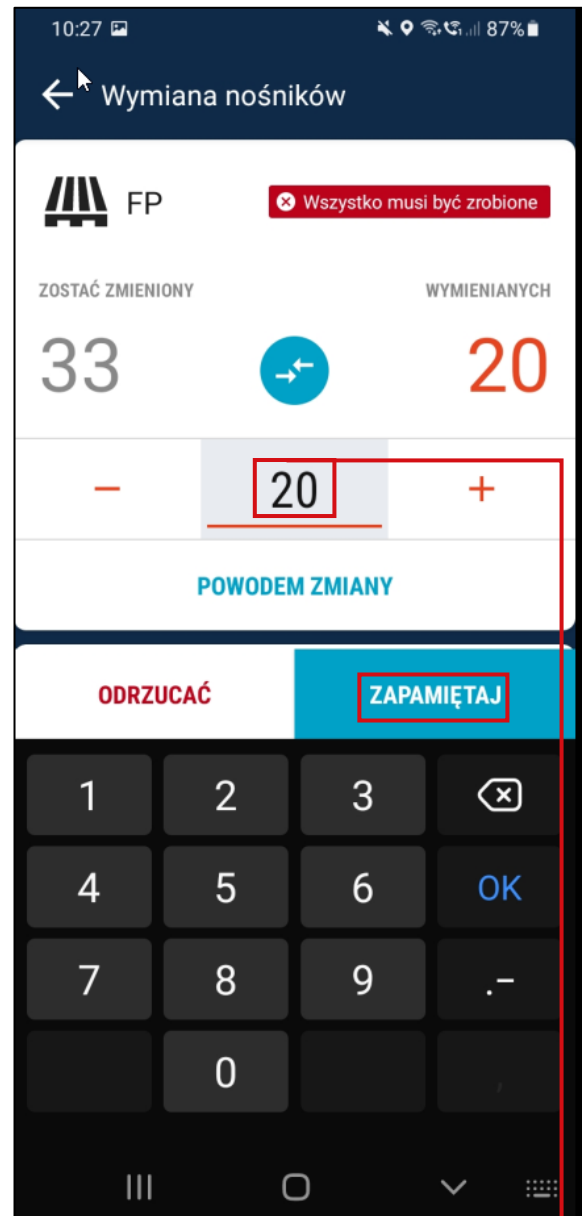 10:27 87%
Wymiana nośników
FP Wszystko musi być zrobione
ZOSTAĆ ZMIENIONY WYMIENIANYCH
33 20
− 20 +
POWODEM ZMIANY
ODRZUCAĆ ZAPAMIĘTAJ
1 2 3
4 5 6 OK
7 8 9 .-
0 ,